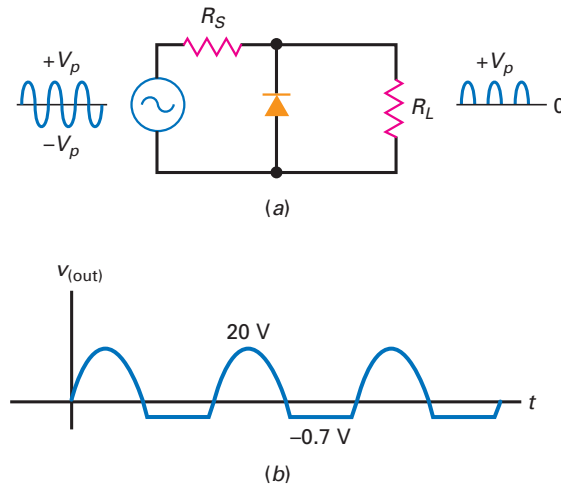 R_S
+V_p
-V_p
R_L
+V_p
0
(a)
v_(out)
20 V
t
–0.7 V
(b)